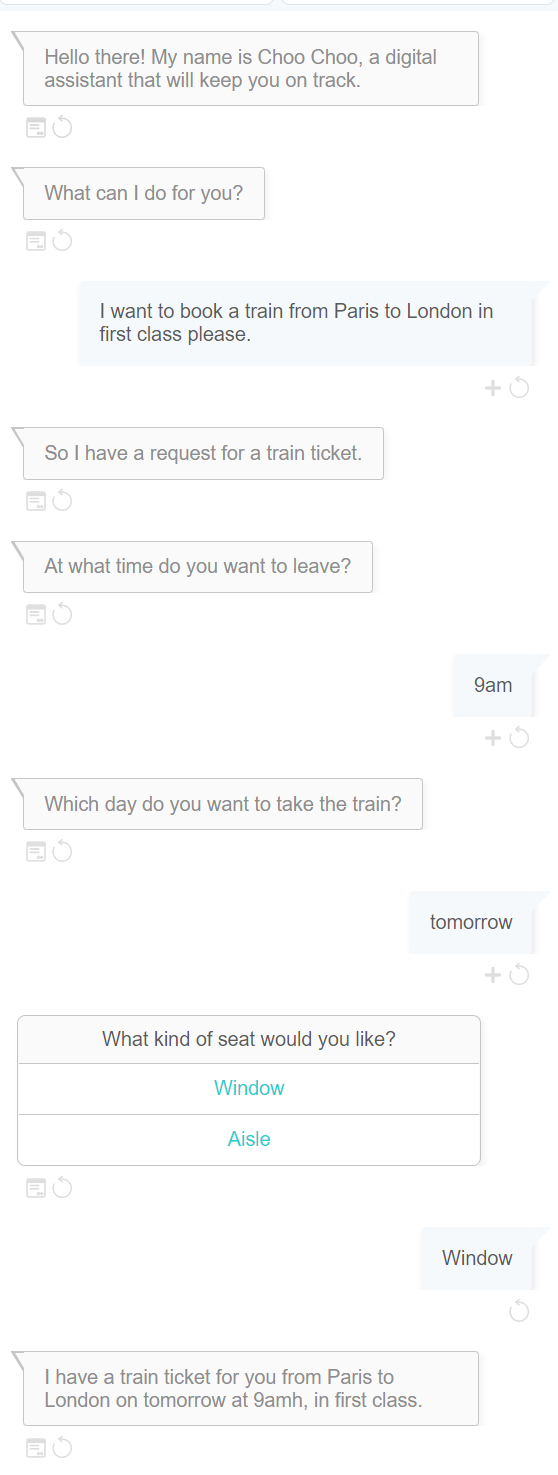 Hello there! My name is Choo Choo, a digital
assistant that will keep you on track.
What can I do for you?
I want to book a train from Paris to London in
first class please.
So I have a request for a train ticket.
At what time do you want to leave?
9am
Which day do you want to take the train?
tomorrow
What kind of seat would you like?
Window
Aisle
Window
I have a train ticket for you from Paris to
London on tomorrow at 9amh, in first class.